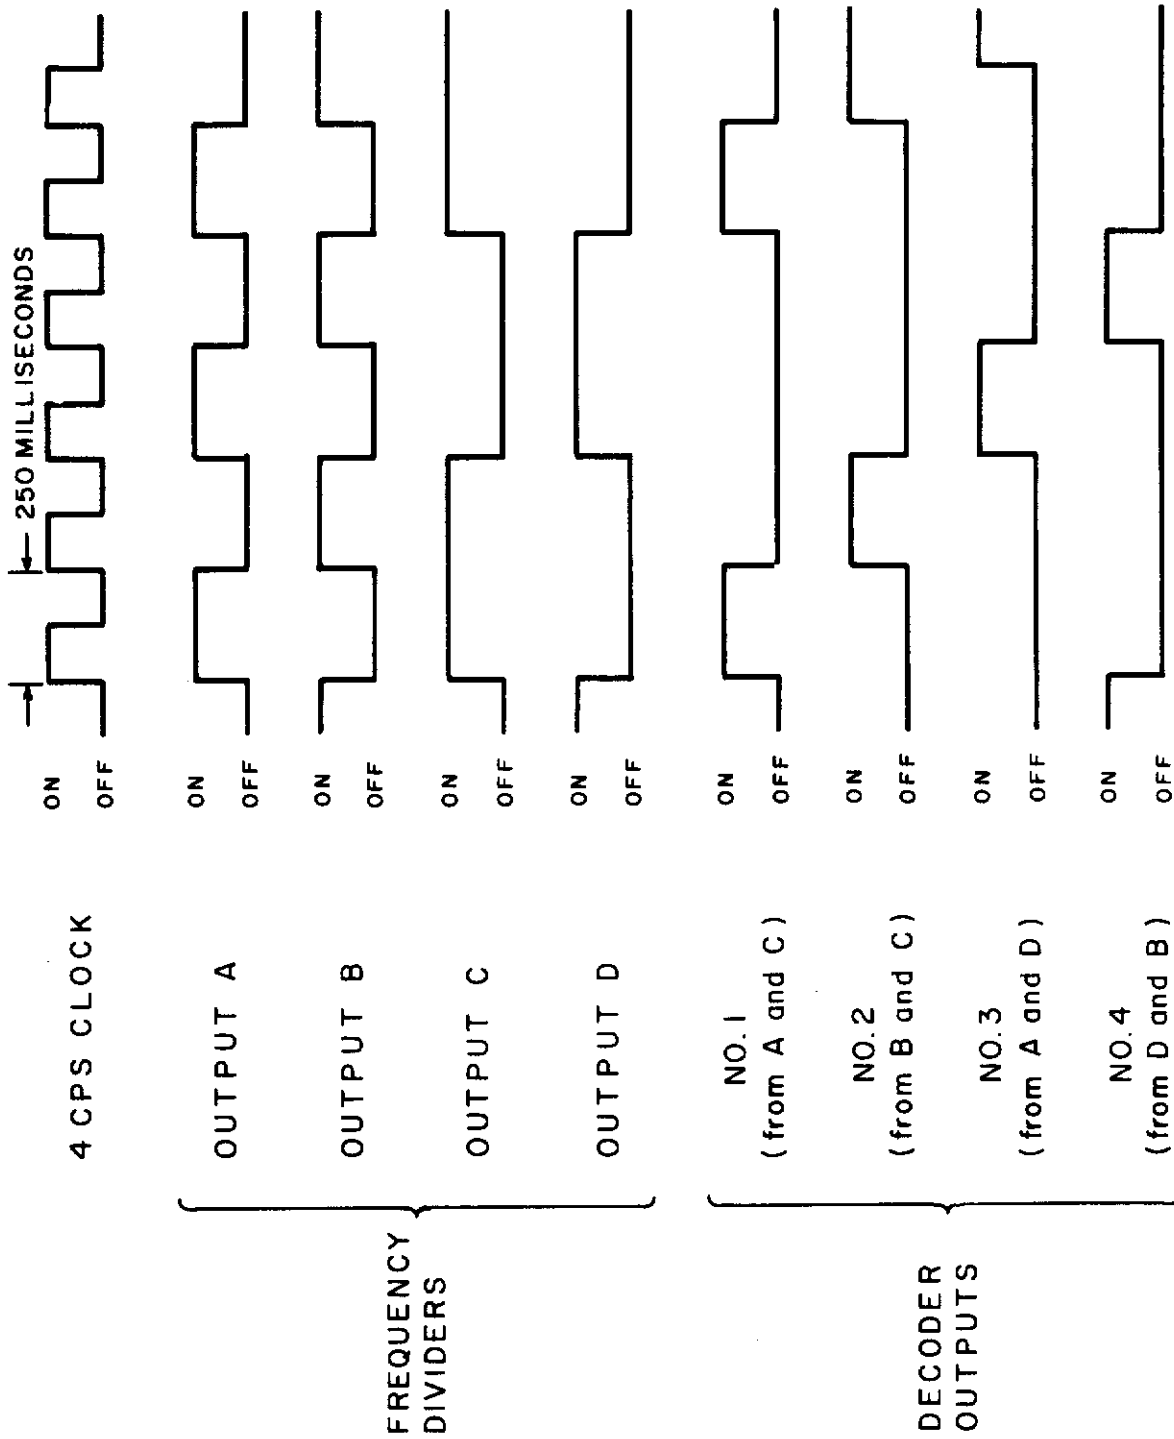 250 MILLISECONDS
4 CPS CLOCK
ON
OFF
FREQUENCY
DIVIDERS
OUTPUT A
ON
OFF
OUTPUT B
ON
OFF
OUTPUT C
ON
OFF
OUTPUT D
ON
OFF
DECODER
OUTPUTS
NO. 1
(from A and C)
ON
OFF
NO. 2
(from B and C)
ON
OFF
NO. 3
(from A and D)
ON
OFF
NO. 4
(from D and B)
ON
OFF